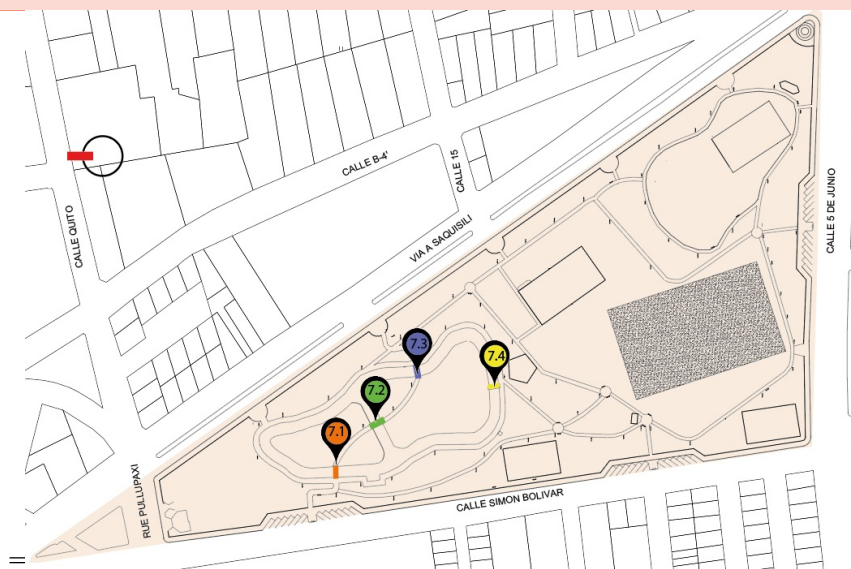 CALLE B-4'
CALLE 15
CALLE QUITO
VIA A SAQUISILI
CALLE 5 DE JUNIO
7.3
7.4
7.2
7.1
RUE PULLUPAXI
CALLE SIMON BOLIVAR